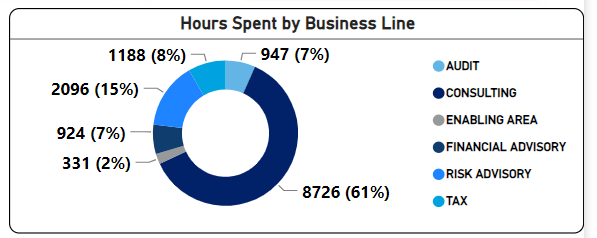 Hours Spent by Business Line
1188 (8%)
947 (7%)
2096 (15%)
924 (7%)
331 (2%)
8726 (61%)
AUDIT
CONSULTING
ENABLING AREA
FINANCIAL ADVISORY
RISK ADVISORY
TAX